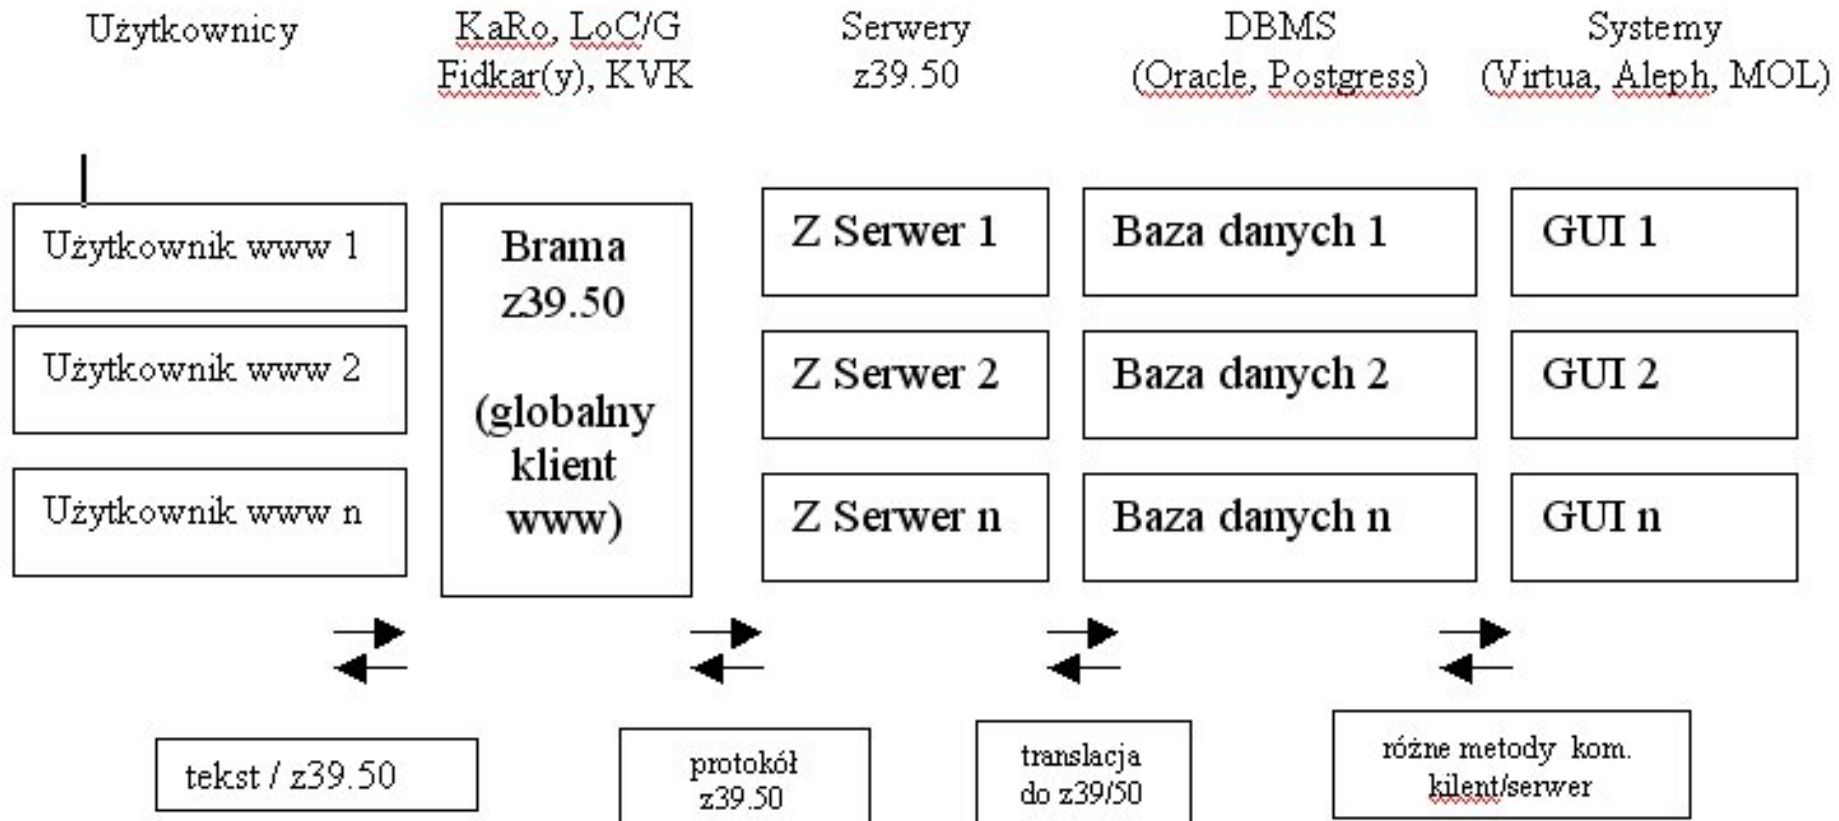 Użytkownicy
KaRo, LoC/G
Fidkar(y), KVK
Serwery
z39.50
DBMS
(Oracle, Postgress)
Systemy
(Virtua, Aleph, MOL)
Użytkownik www 1
Użytkownik www 2
Użytkownik www n
Brama
z39.50
(globalny
klient
www)
Z Serwer 1
Z Serwer 2
Z Serwer n
Baza danych 1
Baza danych 2
Baza danych n
GUI 1
GUI 2
GUI n
tekst / z39.50
protokół
z39.50
translacja
do z39/50
różne metody kom.
kilent/serwer